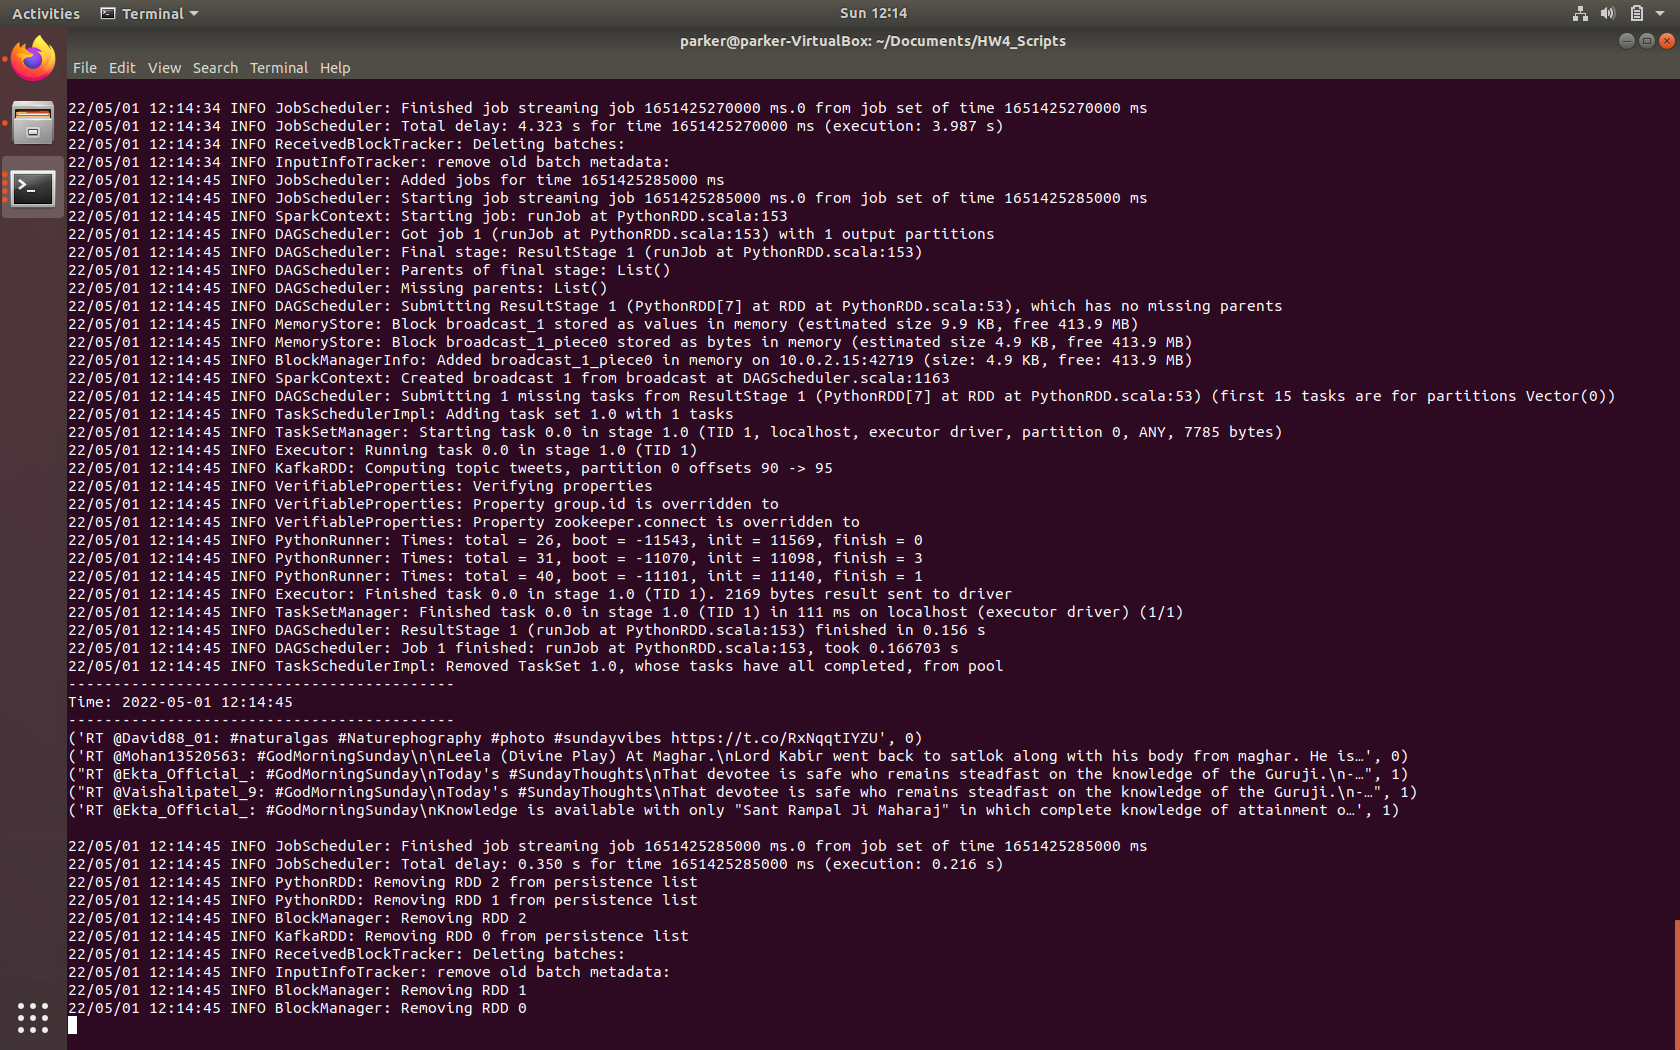 Activities Terminal Sun 12:14
parker@parker-VirtualBox: ~/Documents/HW4_Scripts
File Edit View Search Terminal Help
22/05/01 12:14:34 INFO JobScheduler: Finished job streaming job 1651425270000 ms.0 from job set of time 1651425270000 ms
22/05/01 12:14:34 INFO JobScheduler: Total delay: 4.323 s for time 1651425270000 ms (execution: 3.987 s)
22/05/01 12:14:34 INFO ReceivedBlockTracker: Deleting batches:
22/05/01 12:14:34 INFO InputInfoTracker: remove old batch metadata:
22/05/01 12:14:45 INFO JobScheduler: Added jobs for time 1651425285000 ms
22/05/01 12:14:45 INFO JobScheduler: Starting job streaming job 1651425285000 ms.0 from job set of time 1651425285000 ms
22/05/01 12:14:45 INFO SparkContext: Starting job: runJob at PythonRDD.scala:153
22/05/01 12:14:45 INFO DAGScheduler: Got job 1 (runJob at PythonRDD.scala:153) with 1 output partitions
22/05/01 12:14:45 INFO DAGScheduler: Final stage: ResultStage 1 (runJob at PythonRDD.scala:153)
22/05/01 12:14:45 INFO DAGScheduler: Parents of final stage: List()
22/05/01 12:14:45 INFO DAGScheduler: Missing parents: List()
22/05/01 12:14:45 INFO DAGScheduler: Submitting ResultStage 1 (PythonRDD[7] at RDD at PythonRDD.scala:53), which has no missing parents
22/05/01 12:14:45 INFO MemoryStore: Block broadcast_1 stored as values in memory (estimated size 9.9 KB, free 413.9 MB)
22/05/01 12:14:45 INFO MemoryStore: Block broadcast_1_piece0 stored as bytes in memory (estimated size 4.9 KB, free 413.9 MB)
22/05/01 12:14:45 INFO BlockManagerInfo: Added broadcast_1_piece0 in memory on 10.0.2.15:42719 (size: 4.9 KB, free: 413.9 MB)
22/05/01 12:14:45 INFO SparkContext: Created broadcast 1 from broadcast at DAGScheduler.scala:1163
22/05/01 12:14:45 INFO DAGScheduler: Submitting 1 missing tasks from ResultStage 1 (PythonRDD[7] at RDD at PythonRDD.scala:53) (first 15 tasks are for partitions Vector(0))
22/05/01 12:14:45 INFO TaskSchedulerImpl: Adding task set 1.0 with 1 tasks
22/05/01 12:14:45 INFO TaskSetManager: Starting task 0.0 in stage 1.0 (TID 1, localhost, executor driver, partition 0, ANY, 7785 bytes)
22/05/01 12:14:45 INFO Executor: Running task 0.0 in stage 1.0 (TID 1)
22/05/01 12:14:45 INFO KafkaRDD: Computing topic tweets, partition 0 offsets 90 -> 95
22/05/01 12:14:45 INFO VerifiableProperties: Verifying properties
22/05/01 12:14:45 INFO VerifiableProperties: Property group.id is overridden to
22/05/01 12:14:45 INFO VerifiableProperties: Property zookeeper.connect is overridden to
22/05/01 12:14:45 INFO PythonRunner: Times: total = 26, boot = -11543, init = 11569, finish = 0
22/05/01 12:14:45 INFO PythonRunner: Times: total = 31, boot = -11070, init = 11098, finish = 3
22/05/01 12:14:45 INFO PythonRunner: Times: total = 40, boot = -11101, init = 11140, finish = 1
22/05/01 12:14:45 INFO Executor: Finished task 0.0 in stage 1.0 (TID 1). 2169 bytes result sent to driver
22/05/01 12:14:45 INFO TaskSetManager: Finished task 0.0 in stage 1.0 (TID 1) in 111 ms on localhost (executor driver) (1/1)
22/05/01 12:14:45 INFO DAGScheduler: ResultStage 1 (runJob at PythonRDD.scala:153) finished in 0.156 s
22/05/01 12:14:45 INFO DAGScheduler: Job 1 finished: runJob at PythonRDD.scala:153, took 0.166703 s
22/05/01 12:14:45 INFO TaskSchedulerImpl: Removed TaskSet 1.0, whose tasks have all completed, from pool
-------------------------------------------
Time: 2022-05-01 12:14:45
-------------------------------------------
('RT @David88_01: #naturalgas #Naturephography #photo #sundayvibes https://t.co/RxNqqtIYZU', 0)
('RT @Mohan13520563: #GodMorningSunday\n\nLeela (Divine Play) At Maghar.\nLord Kabir went back to satlok along with his body from maghar. He is…', 0)
("RT @Ekta_Official_: #GodMorningSunday\nToday's #SundayThoughts\nThat devotee is safe who remains steadfast on the knowledge of the Guruji.\n-…", 1)
("RT @Vaishalipatel_9: #GodMorningSunday\nToday's #SundayThoughts\nThat devotee is safe who remains steadfast on the knowledge of the Guruji.\n-…", 1)
('RT @Ekta_Official_: #GodMorningSunday\nKnowledge is available with only "Sant Rampal Ji Maharaj" in which complete knowledge of attainment o…', 1)
22/05/01 12:14:45 INFO JobScheduler: Finished job streaming job 1651425285000 ms.0 from job set of time 1651425285000 ms
22/05/01 12:14:45 INFO JobScheduler: Total delay: 0.350 s for time 1651425285000 ms (execution: 0.216 s)
22/05/01 12:14:45 INFO PythonRDD: Removing RDD 2 from persistence list
22/05/01 12:14:45 INFO PythonRDD: Removing RDD 1 from persistence list
22/05/01 12:14:45 INFO BlockManager: Removing RDD 2
22/05/01 12:14:45 INFO KafkaRDD: Removing RDD 0 from persistence list
22/05/01 12:14:45 INFO ReceivedBlockTracker: Deleting batches:
22/05/01 12:14:45 INFO InputInfoTracker: remove old batch metadata:
22/05/01 12:14:45 INFO BlockManager: Removing RDD 1
22/05/01 12:14:45 INFO BlockManager: Removing RDD 0